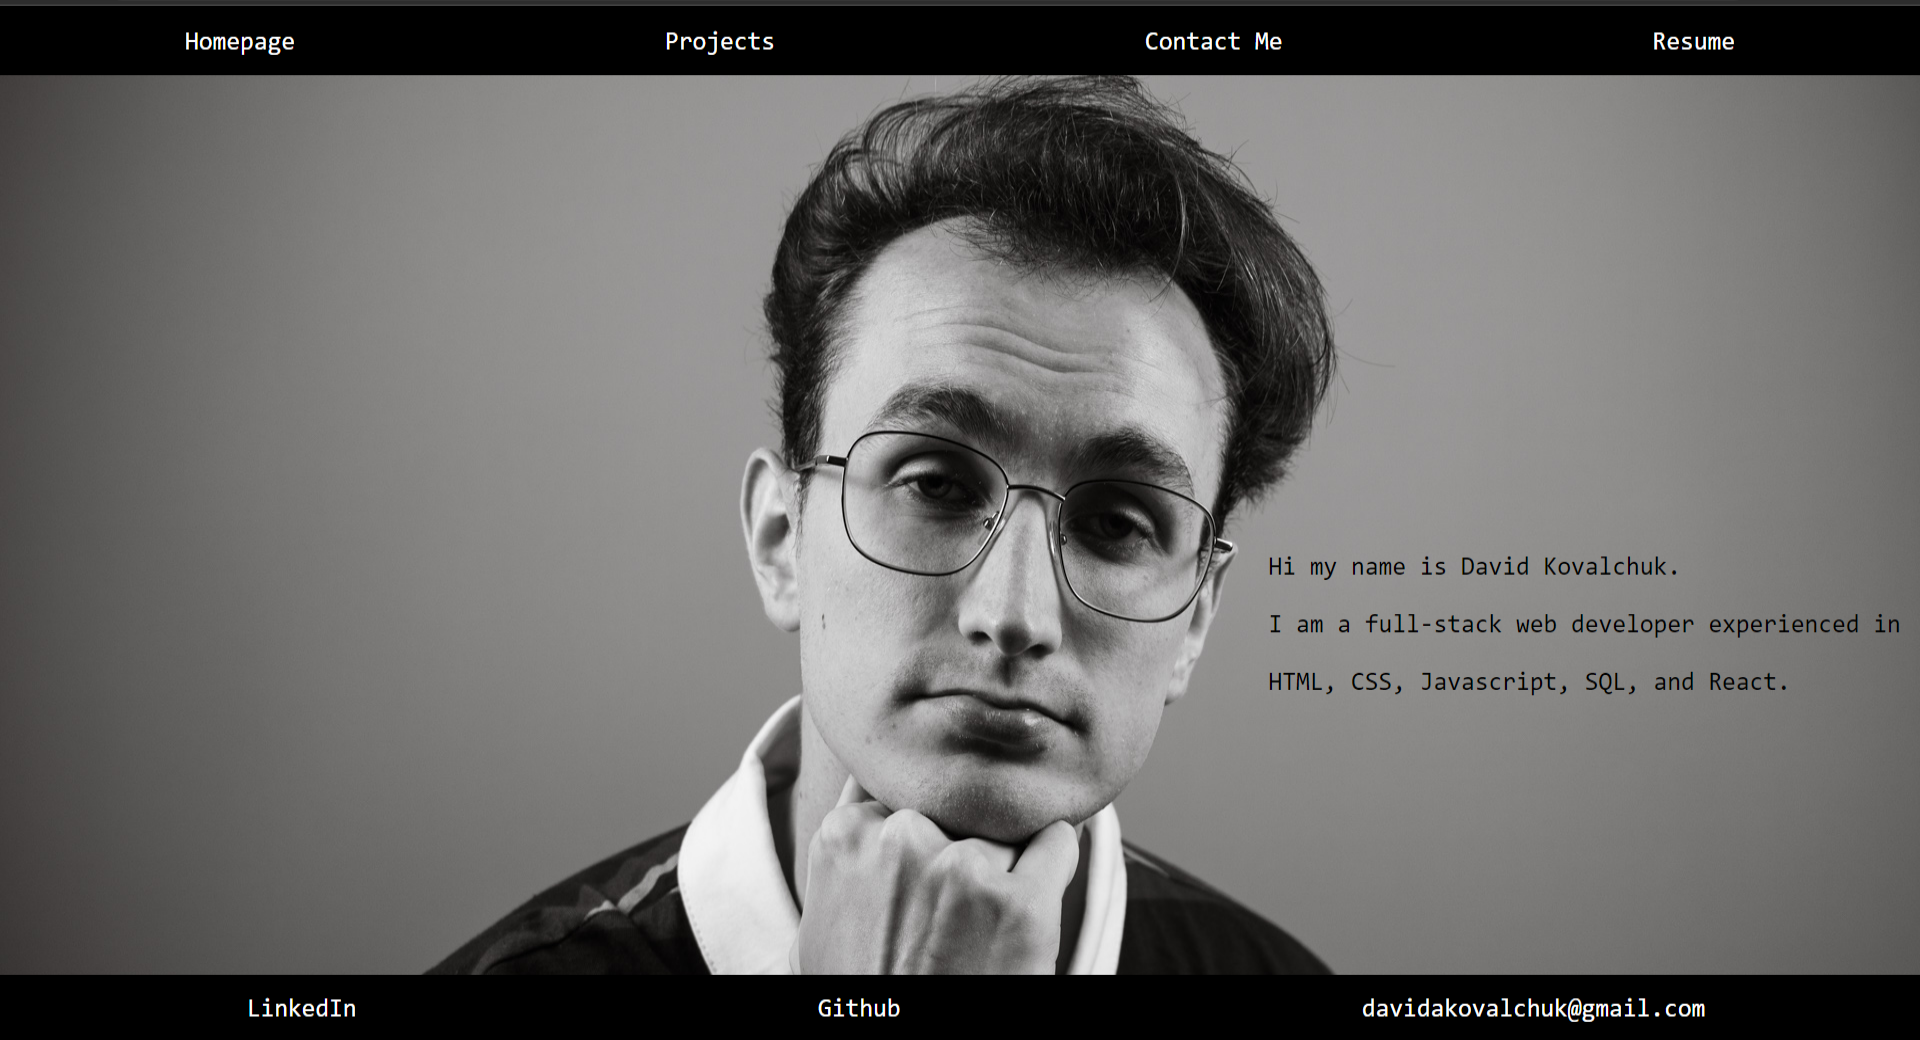 Homepage Projects Contact Me Resume
Hi my name is David Kovalchuk.
I am a full-stack web developer experienced in
HTML, CSS, Javascript, SQL, and React.
LinkedIn Github davidakovalchuk@gmail.com